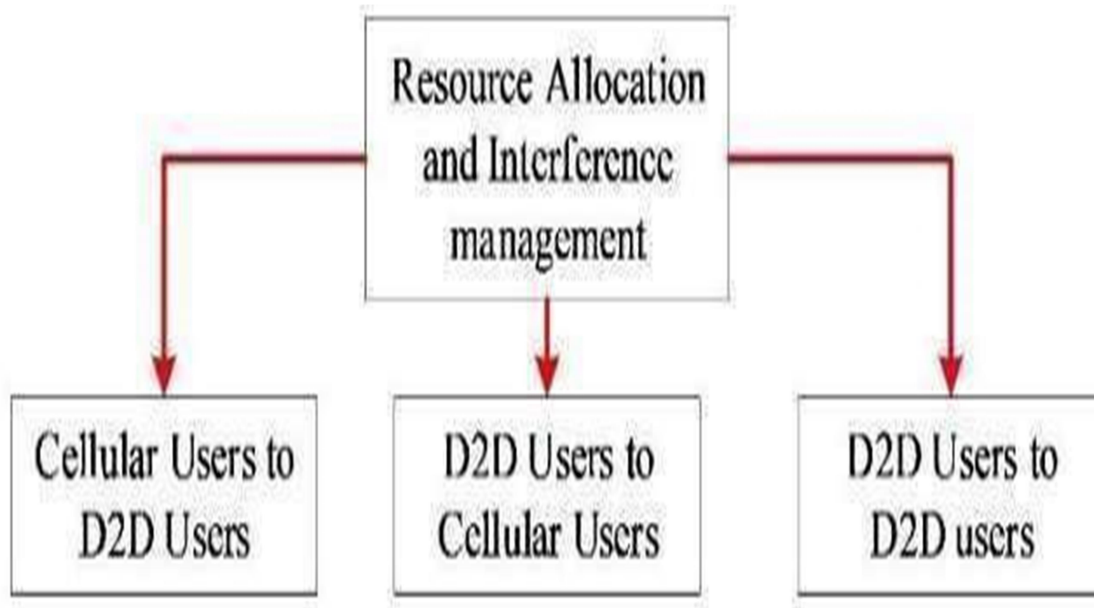 Resource Allocation
and Interference
management
Cellular Users to
D2D Users
D2D Users to
Cellular Users
D2D Users to
D2D users